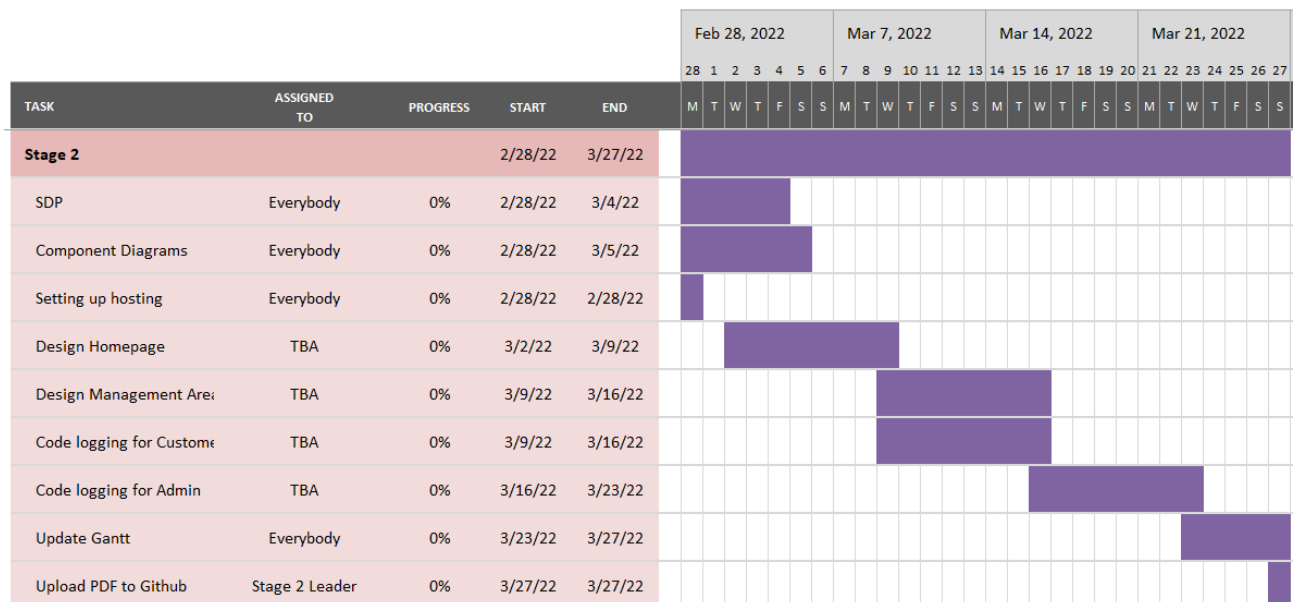 Feb 28, 2022 Mar 7, 2022 Mar 14, 2022 Mar 21, 2022
28 1 2 3 4 5 6 7 8 9 10 11 12 13 14 15 16 17 18 19 20 21 22 23 24 25 26 27
TASK ASSIGNED TO PROGRESS START END M T W T F S S M T W T F S S M T W T F S S M T W T F S S
Stage 2 2/28/22 3/27/22
SDP Everybody 0% 2/28/22 3/4/22
Component Diagrams Everybody 0% 2/28/22 3/5/22
Setting up hosting Everybody 0% 2/28/22 2/28/22
Design Homepage TBA 0% 3/2/22 3/9/22
Design Management Area TBA 0% 3/9/22 3/16/22
Code logging for Custome TBA 0% 3/9/22 3/16/22
Code logging for Admin TBA 0% 3/16/22 3/23/22
Update Gantt Everybody 0% 3/23/22 3/27/22
Upload PDF to Github Stage 2 Leader 0% 3/27/22 3/27/22